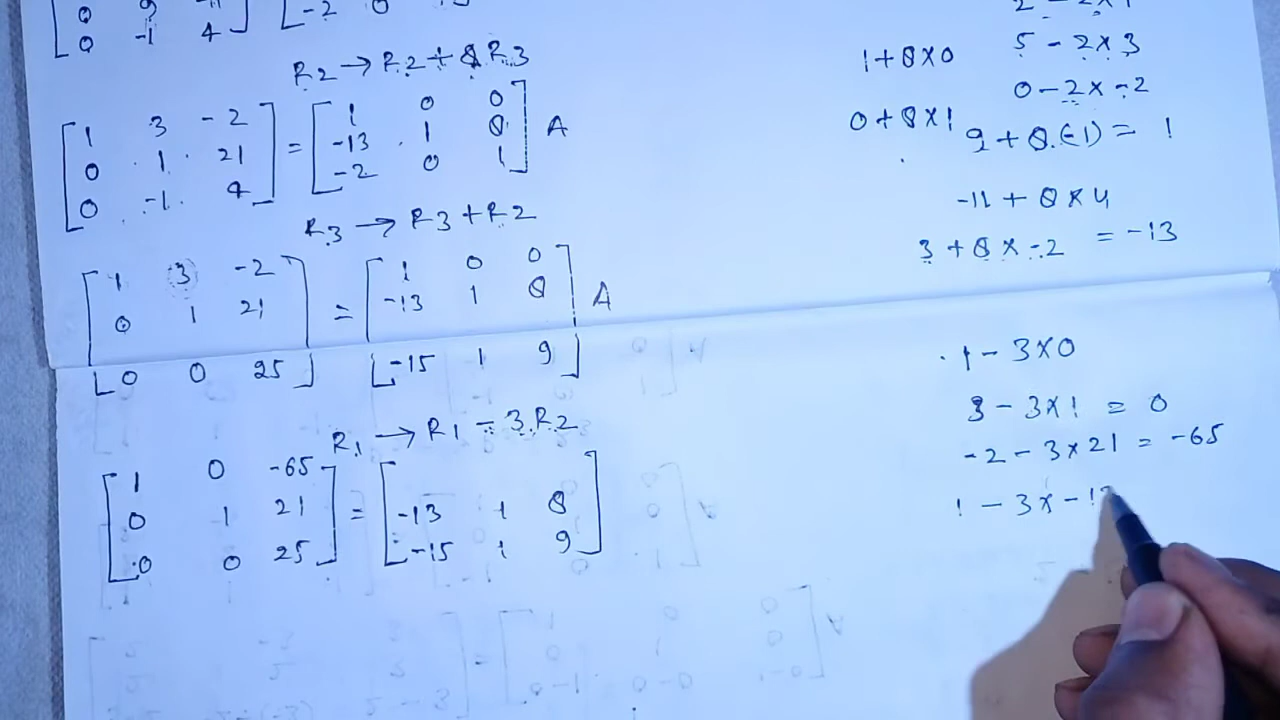 0 9 -11
0 -1 4 ] [ -2 0
R2 → R2 + 8R3
[ 1 3 -2 ] = [ 1 0 0 ] A
0 1 21 -13 1 8
0 -1 4 -2 0 1
R3 → R3 + R2
[ 1 3 -2 ] = [ 1 0 0 ] A
0 1 21 -13 1 8
0 0 25 -15 1 9
R1 → R1 - 3R2
[ 1 0 -65 ] = [
0 1 21 -13 1 8
0 0 25 -15 1 9 ]
5 - 2×3
1+8×0
0-2×-2
0+8×1
9+8.(-1) = 1
-11 + 8×4
3 + 8×-2 = -13
1 - 3×0
3 - 3×1 = 0
-2 - 3×21 = -65
1 - 3×-1